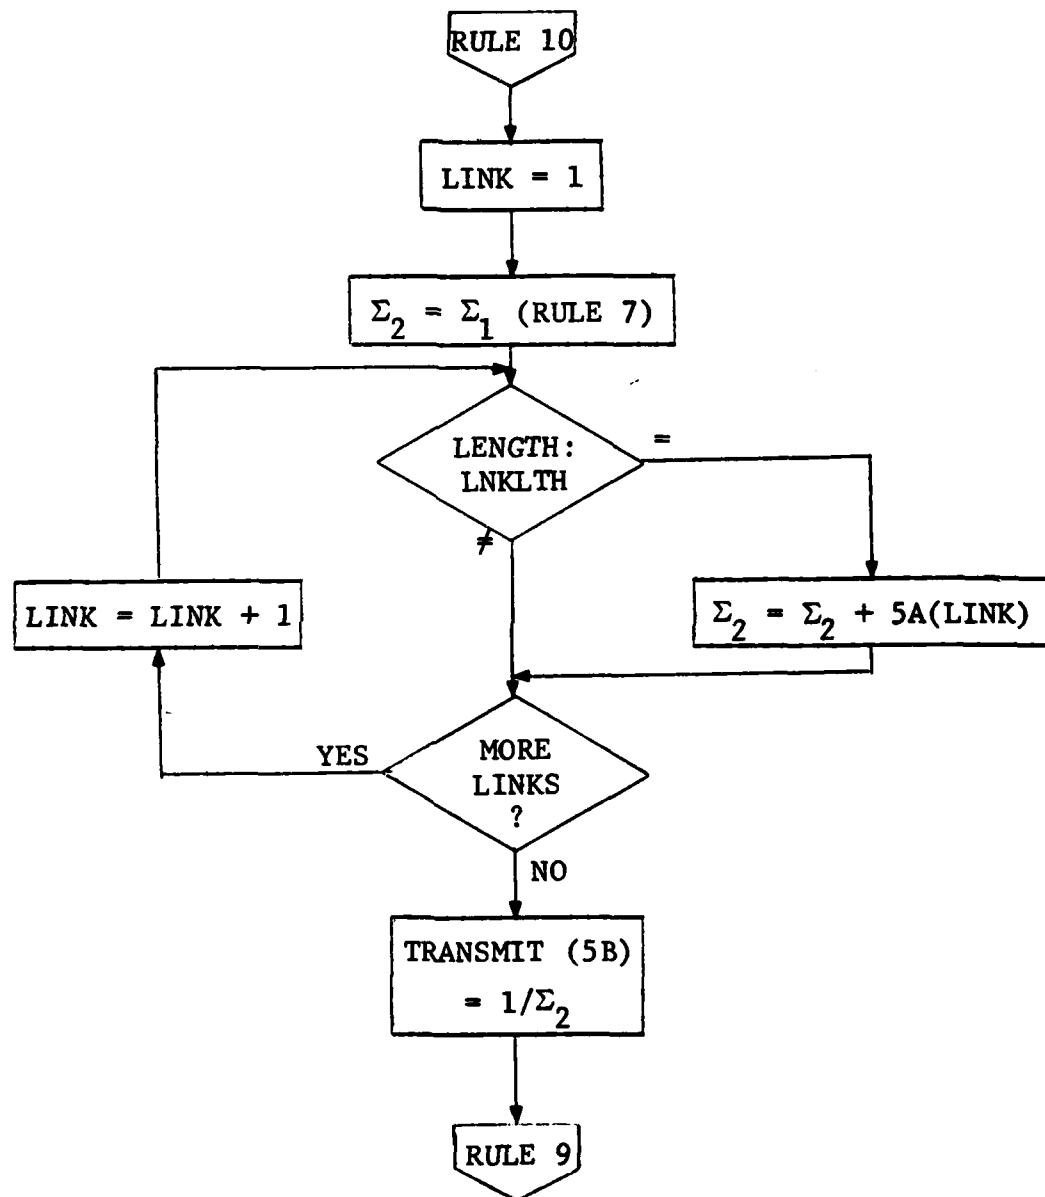 RULE 10
LINK = 1
Σ₂ = Σ₁ (RULE 7)
LENGTH:
LNKLTH
=
≠
LINK = LINK + 1
Σ₂ = Σ₂ + 5A(LINK)
YES
MORE
LINKS
?
NO
TRANSMIT (5B)
= 1/Σ₂
RULE 9